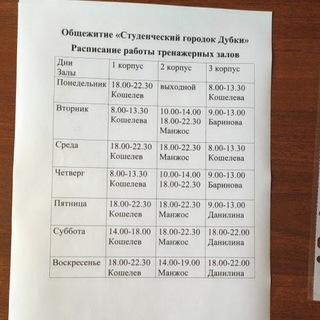 Общежитие «Студенческий городок Дубки»
Расписание работы тренажерных залов
Дни Залы 1 корпус 2 корпус 3 корпус
Понедельник 18.00-22.30 Кошелев выходной 8.00-13.30 Кошелева
Вторник 8.00-13.30 Кошелева 10.00-14.00 18.00-22.30 Манжос 9.00-13.00 Баринова
Среда 18.00-22.30 Кошелев 18.00-22.30 Манжос 8.00-13.30 Кошелева
Четверг 8.00-13.30 Кошелева 10.00-14.00 18.00-22.30 Манжос 9.00-13.00 Баринова
Пятница 18.00-22.30 Кошелев 18.00-22.30 Манжос 9.00-13.00 Данилина
Суббота 14.00-18.00 Кошелев 18.00-22.30 Манжос 18.00-22.00 Данилина
Воскресенье 18.00-22.30 Кошелев 14.00-19.00 Манжос 18.00-22.00 Данилина